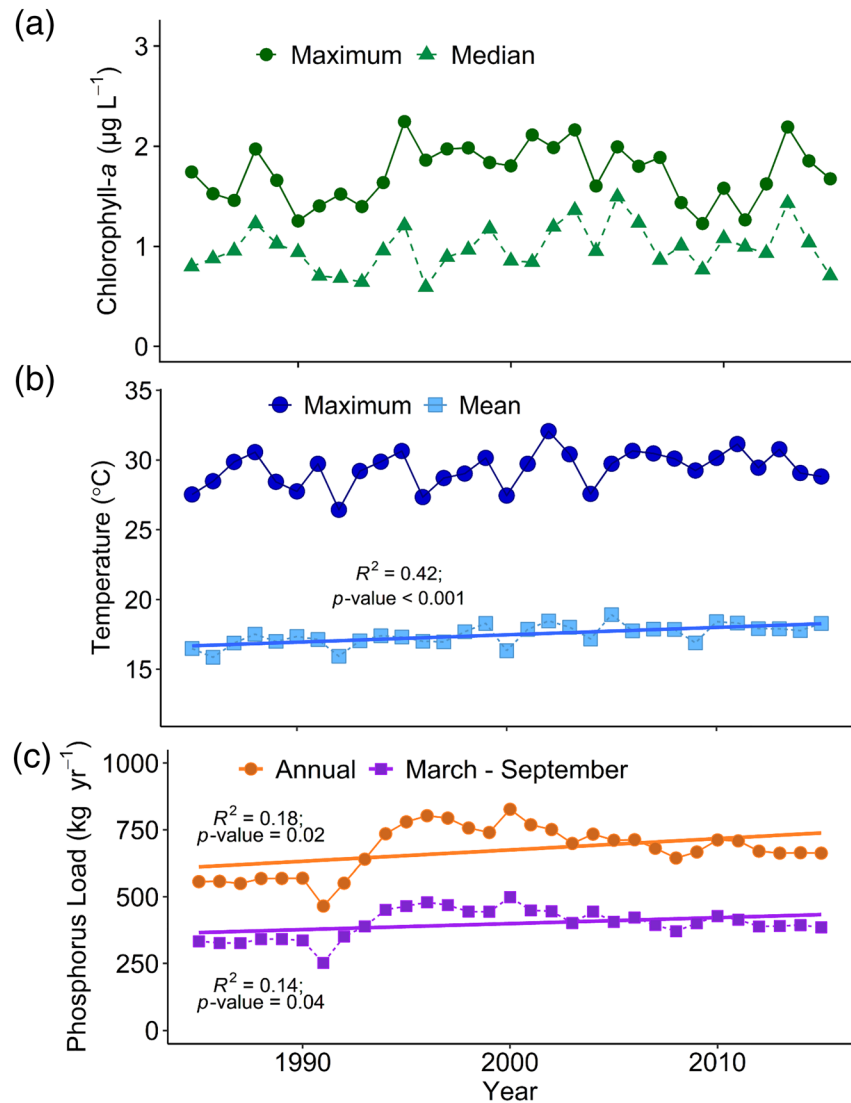 (a)
Chlorophyll-a (µg L⁻¹)
3
2
1
0
Maximum Median
(b)
Temperature (°C)
35
30
25
20
15
Maximum Mean
R² = 0.42;
p-value < 0.001
(c)
Phosphorus Load (kg yr⁻¹)
1000
750
500
250
0
Annual March - September
R² = 0.18;
p-value = 0.02
R² = 0.14;
p-value = 0.04
1990 2000 2010
Year